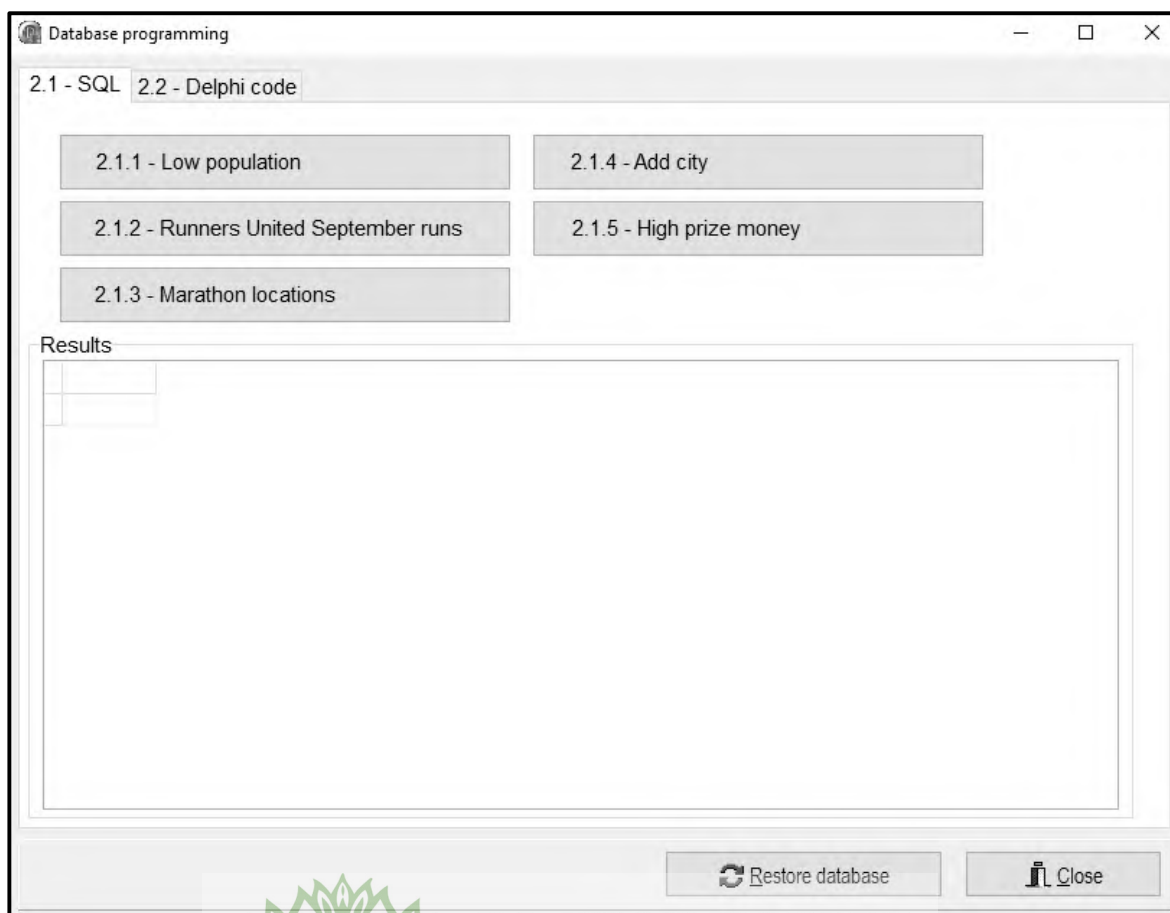 Database programming
2.1 - SQL 2.2 - Delphi code
2.1.1 - Low population 2.1.4 - Add city
2.1.2 - Runners United September runs 2.1.5 - High prize money
2.1.3 - Marathon locations
Results
Restore database Close